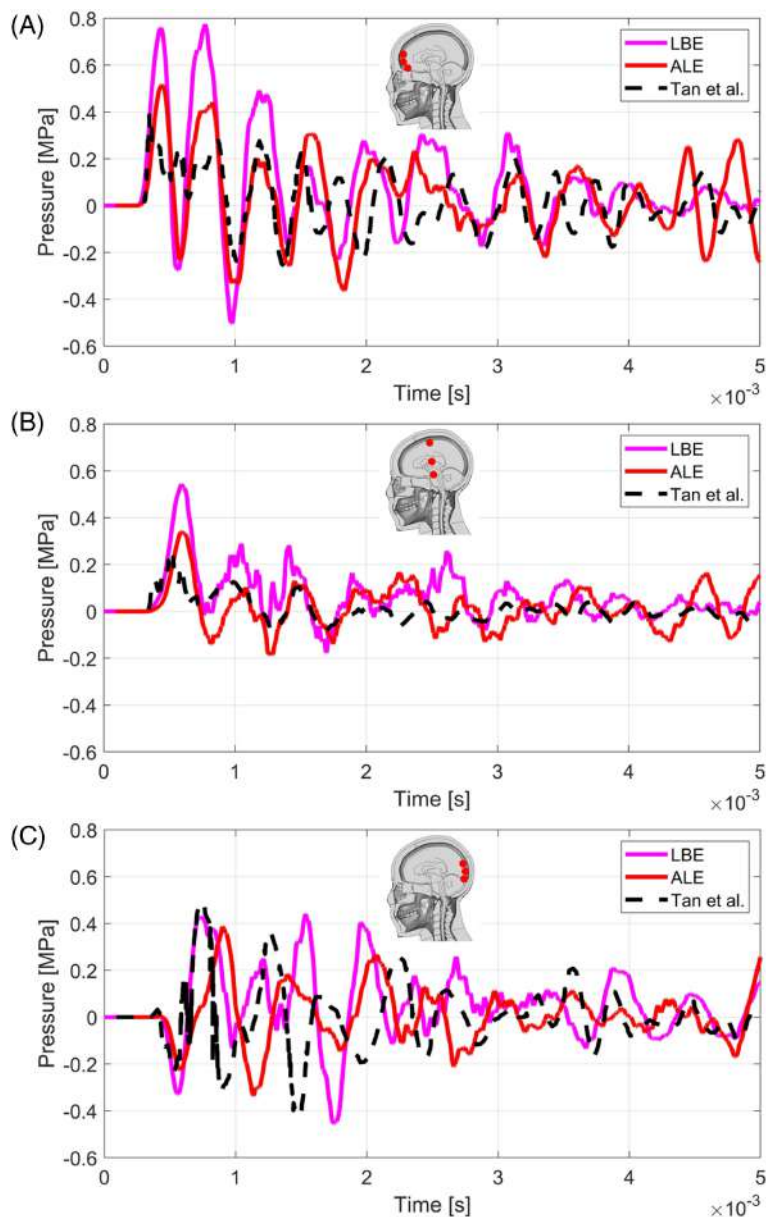 (A)
0.8
0.6
0.4
0.2
0
-0.2
-0.4
-0.6
Pressure [MPa]
LBE
ALE
Tan et al.
0 1 2 3 4 5
Time [s]
×10⁻³
(B)
0.8
0.6
0.4
0.2
0
-0.2
-0.4
-0.6
Pressure [MPa]
LBE
ALE
Tan et al.
0 1 2 3 4 5
Time [s]
×10⁻³
(C)
0.8
0.6
0.4
0.2
0
-0.2
-0.4
-0.6
Pressure [MPa]
LBE
ALE
Tan et al.
0 1 2 3 4 5
Time [s]
×10⁻³